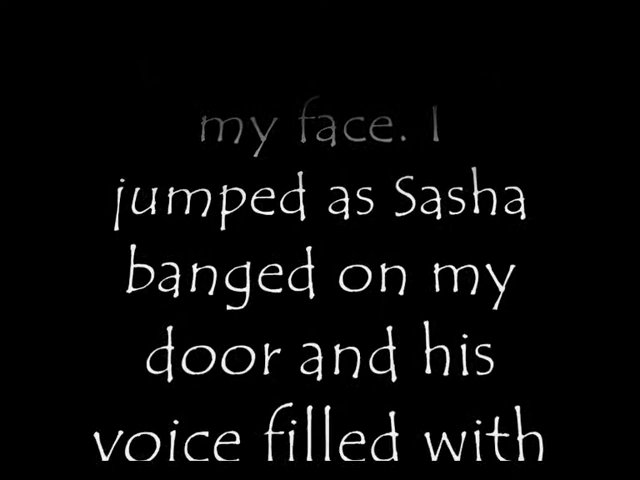 my face. I
jumped as Sasha
banged on my
door and his
voice filled with